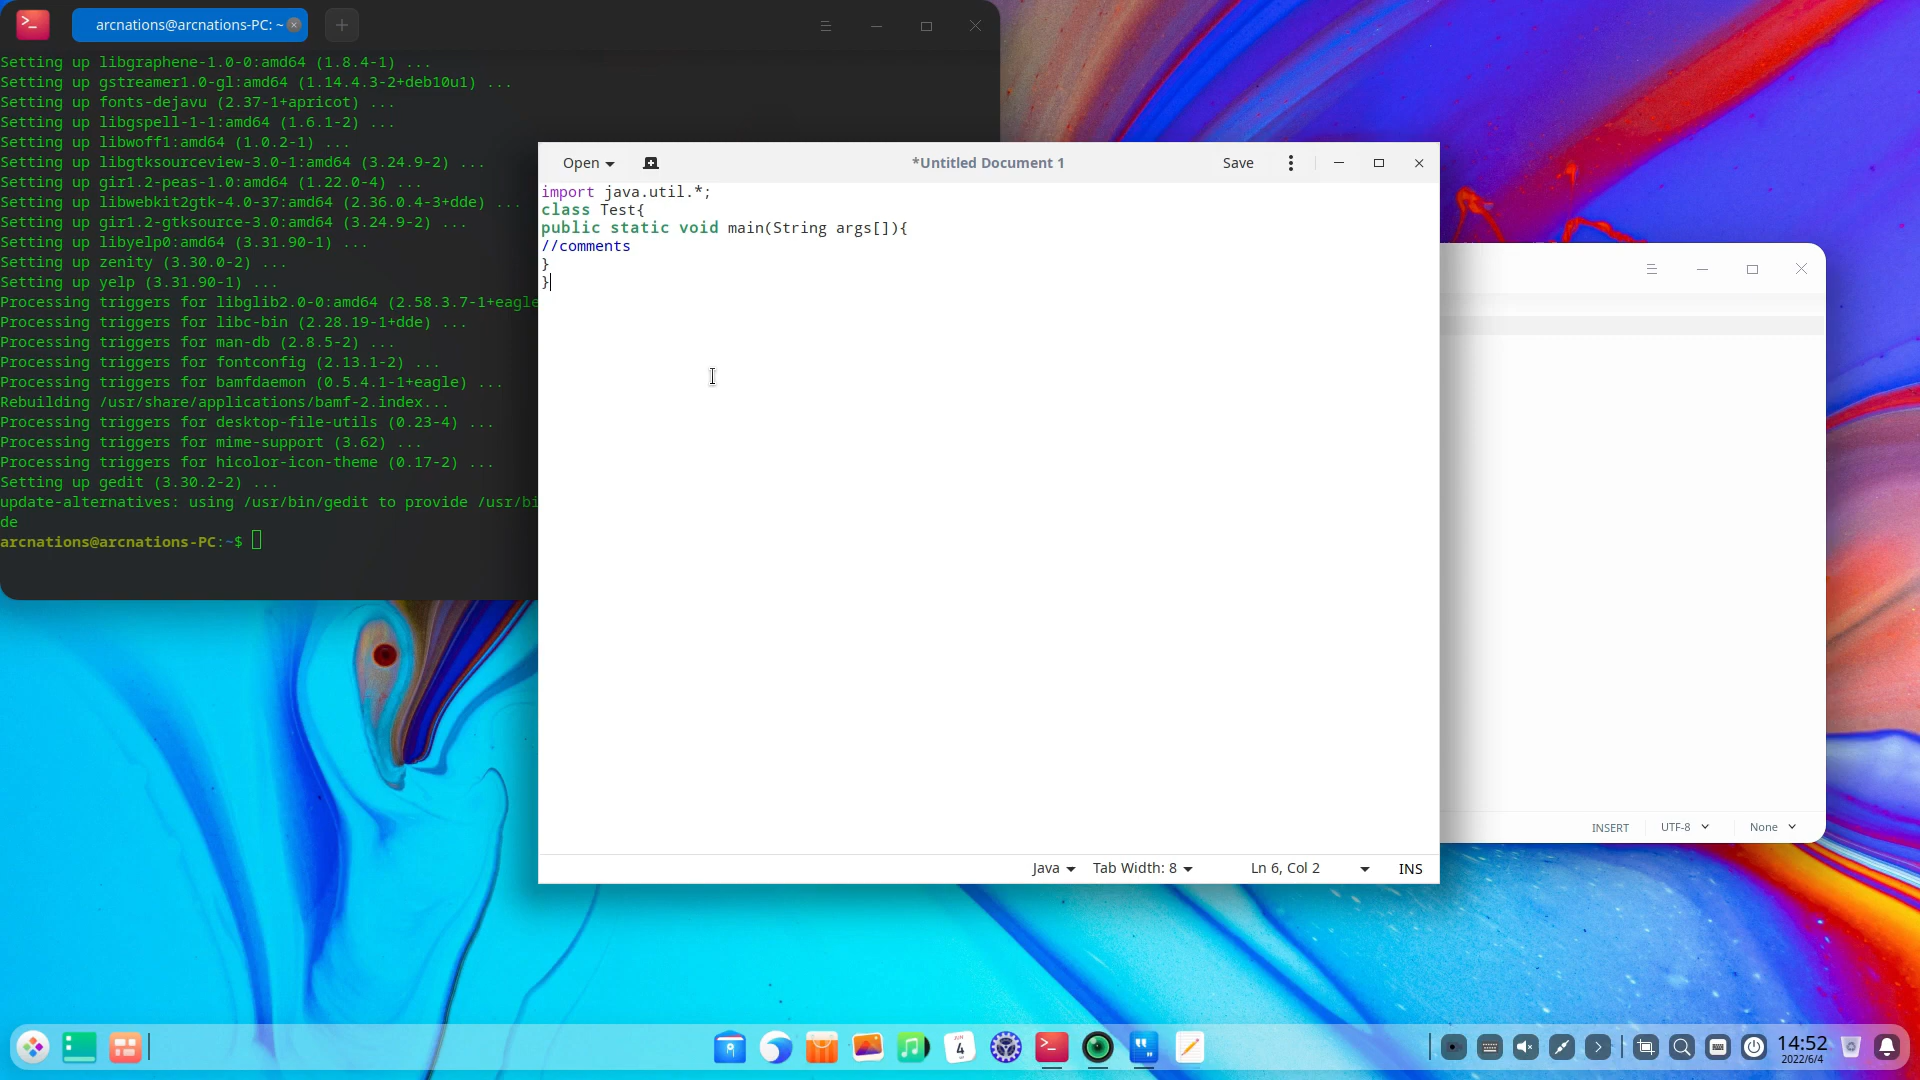 arcnations@arcnations-PC: ~
Setting up libgraphene-1.0-0:amd64 (1.8.4-1) ...
Setting up gstreamer1.0-gl:amd64 (1.14.4.3-2+deb10u1) ...
Setting up fonts-dejavu (2.37-1+apricot) ...
Setting up libgspell-1-1:amd64 (1.6.1-2) ...
Setting up libwoff1:amd64 (1.0.2-1) ...
Setting up libgtksourceview-3.0-1:amd64 (3.24.9-2) ...
Setting up gir1.2-peas-1.0:amd64 (1.22.0-4) ...
Setting up libwebkit2gtk-4.0-37:amd64 (2.36.0.4-3+dde) ...
Setting up gir1.2-gtksource-3.0:amd64 (3.24.9-2) ...
Setting up libyelp0:amd64 (3.31.90-1) ...
Setting up zenity (3.30.0-2) ...
Setting up yelp (3.31.90-1) ...
Processing triggers for libglib2.0-0:amd64 (2.58.3.7-1+eagle
Processing triggers for libc-bin (2.28.19-1+dde) ...
Processing triggers for man-db (2.8.5-2) ...
Processing triggers for fontconfig (2.13.1-2) ...
Processing triggers for bamfdaemon (0.5.4.1-1+eagle) ...
Rebuilding /usr/share/applications/bamf-2.index...
Processing triggers for desktop-file-utils (0.23-4) ...
Processing triggers for mime-support (3.62) ...
Processing triggers for hicolor-icon-theme (0.17-2) ...
Setting up gedit (3.30.2-2) ...
update-alternatives: using /usr/bin/gedit to provide /usr/bi
de
arcnations@arcnations-PC:~$
Open *Untitled Document 1 Save
import java.util.*;
class Test{
public static void main(String args[]){
//comments
}
}
Java Tab Width: 8 Ln 6, Col 2 INS
INSERT UTF-8 None
JUN
4
14:52
2022/6/4